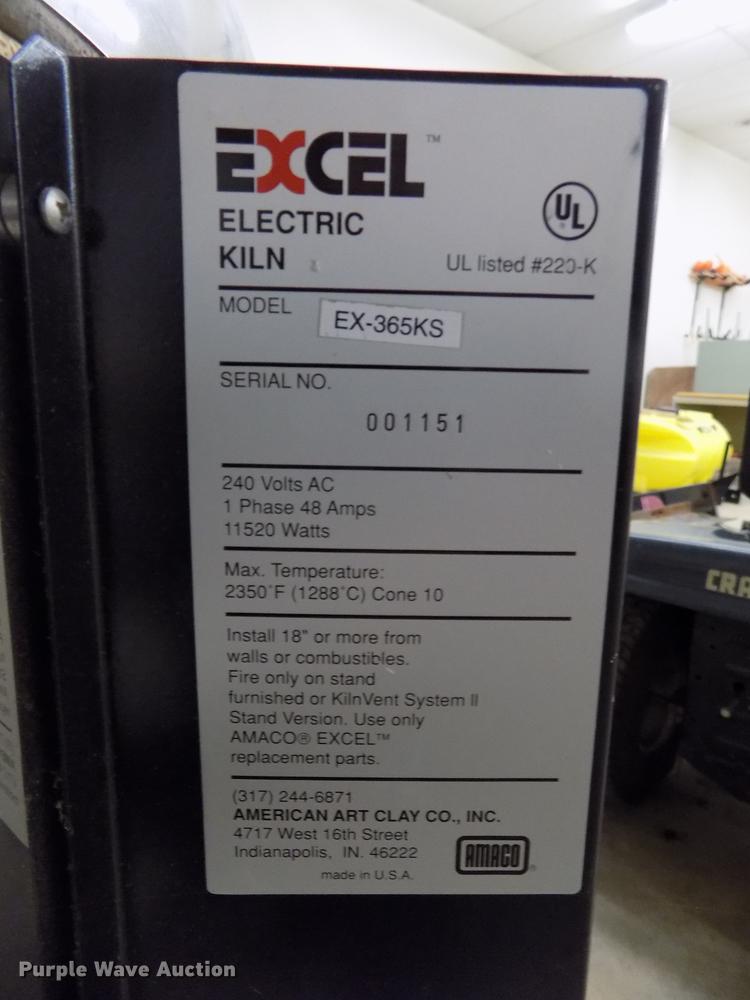 EXCEL™
ELECTRIC
KILN
UL
UL listed #220-K
MODEL EX-365KS
SERIAL NO.
001151
240 Volts AC
1 Phase 48 Amps
11520 Watts
Max. Temperature:
2350°F (1288°C) Cone 10
Install 18" or more from
walls or combustibles.
Fire only on stand
furnished or KilnVent System II
Stand Version. Use only
AMACO® EXCEL™
replacement parts.
(317) 244-6871
AMERICAN ART CLAY CO., INC.
4717 West 16th Street
Indianapolis, IN. 46222
AMACO®
made in U.S.A.
CRA
Purple Wave Auction